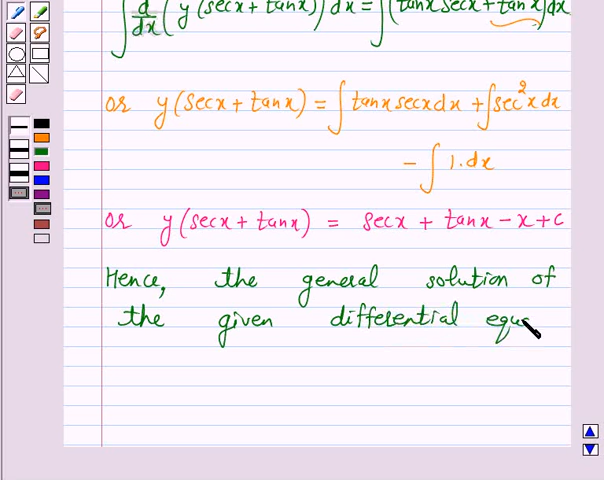 ∫ d/dx (y (secx + tanx)) dx = ∫ (tanx secx + tan²x) dx
or y (secx + tanx) = ∫ tanx secx dx + ∫ sec²x dx
- ∫ 1.dx
or y (secx + tanx) = secx + tanx - x + c
Hence, the general solution of
the given differential equa